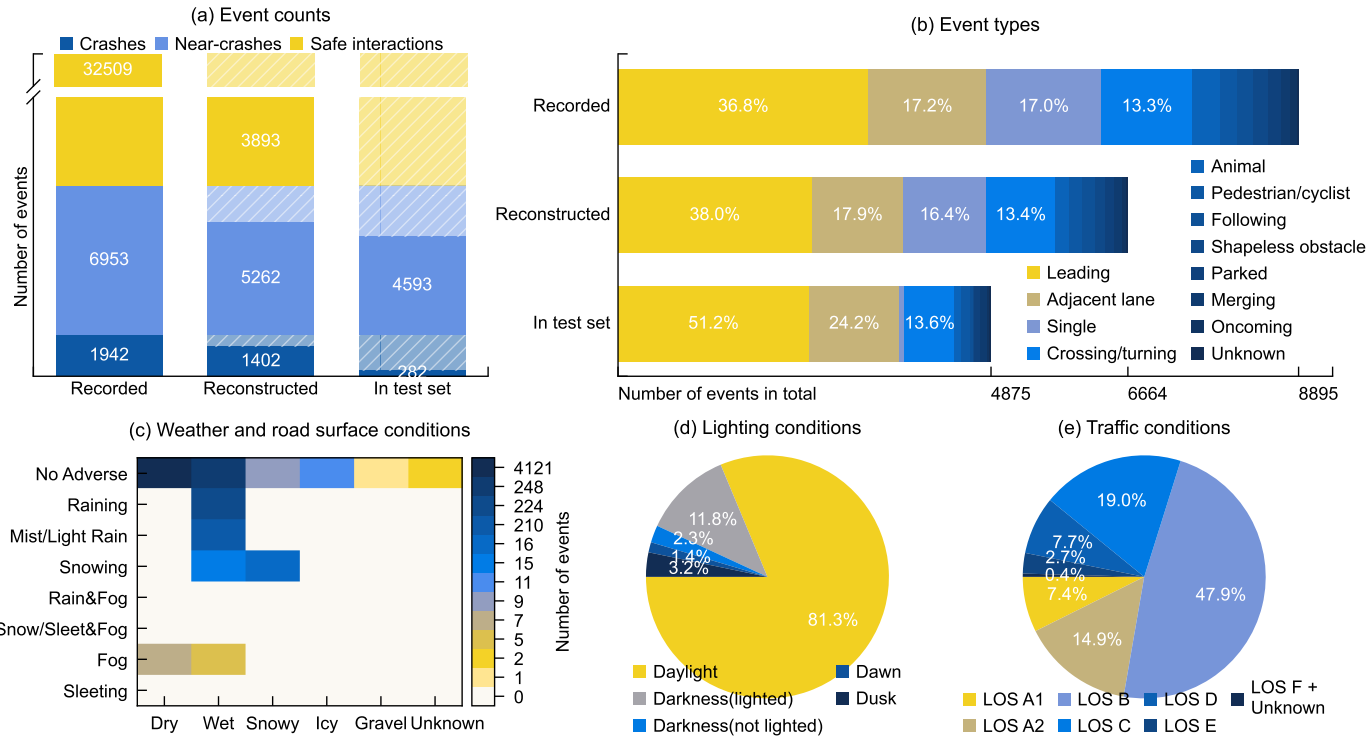 (a) Event counts
Crashes Near-crashes Safe interactions
32509
3893
6953
5262
4593
1942
1402
282
Number of events
Recorded Reconstructed In test set
(b) Event types
Recorded
36.8% 17.2% 17.0% 13.3%
Reconstructed
38.0% 17.9% 16.4% 13.4%
In test set
51.2% 24.2% 13.6%
Leading
Adjacent lane
Single
Crossing/turning
Animal
Pedestrian/cyclist
Following
Shapeless obstacle
Parked
Merging
Oncoming
Unknown
Number of events in total 4875 6664 8895
(c) Weather and road surface conditions
No Adverse
Raining
Mist/Light Rain
Snowing
Rain&Fog
Snow/Sleet&Fog
Fog
Sleeting
Dry Wet Snowy Icy Gravel Unknown
4121
248
224
210
16
15
11
9
7
5
2
1
0
Number of events
(d) Lighting conditions
11.8%
2.3%
1.4%
3.2%
81.3%
Daylight
Darkness(lighted)
Darkness(not lighted)
Dawn
Dusk
(e) Traffic conditions
19.0%
7.7%
2.7%
0.4%
7.4%
47.9%
14.9%
LOS A1 LOS B LOS D LOS F +
Unknown
LOS A2 LOS C LOS E